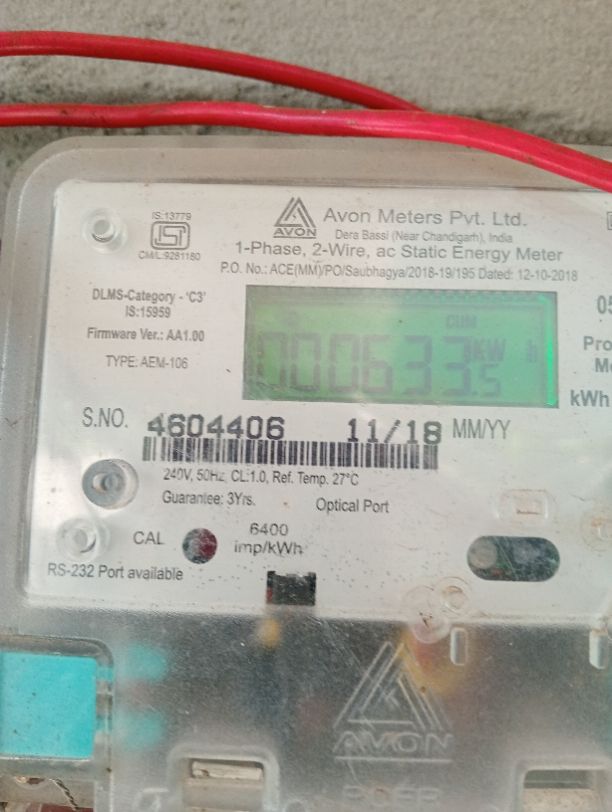 IS:13779
CM/L:9281180
AVON
Avon Meters Pvt. Ltd.
Dera Bassi (Near Chandigarh), India
1-Phase, 2-Wire, ac Static Energy Meter
P.O. No.: ACE(MM)/PO/Saubhagya/2018-19/195 Dated: 12-10-2018
DLMS-Category - 'C3'
IS:15959
Firmware Ver.: AA1.00
TYPE: AEM-106
CUM
000633.5 KW h
05
Pro
M
kWh
S.NO. 4604406 11/18 MM/YY
240V, 50Hz, CL:1.0, Ref. Temp. 27°C
Guarantee: 3Yrs.
Optical Port
CAL
6400
imp/kWh
RS-232 Port available
AVON